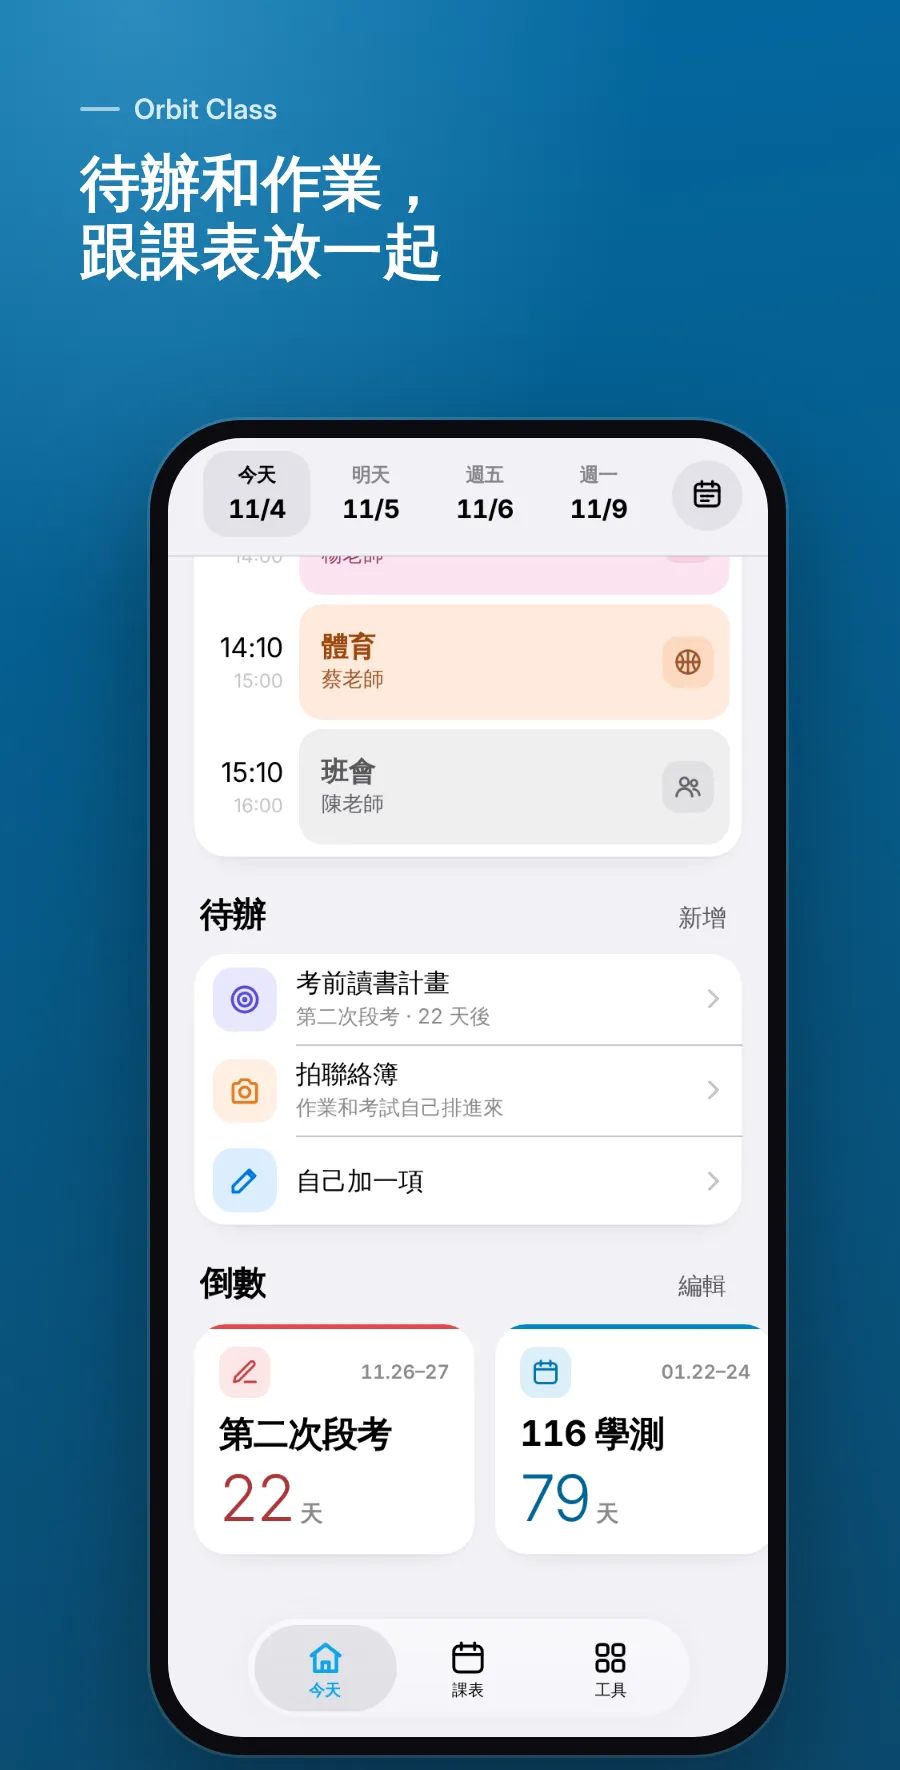 Orbit Class
待辦和作業，
跟課表放一起
今天 明天 週五 週一
11/4 11/5 11/6 11/9
14:00 楊老師
14:10 體育
15:00 蔡老師
15:10 班會
16:00 陳老師
待辦 新增
考前讀書計畫
第二次段考 · 22 天後
拍聯絡簿
作業和考試自己排進來
自己加一項
倒數 編輯
11.26–27
第二次段考
22 天
01.22–24
116 學測
79 天
今天 課表 工具